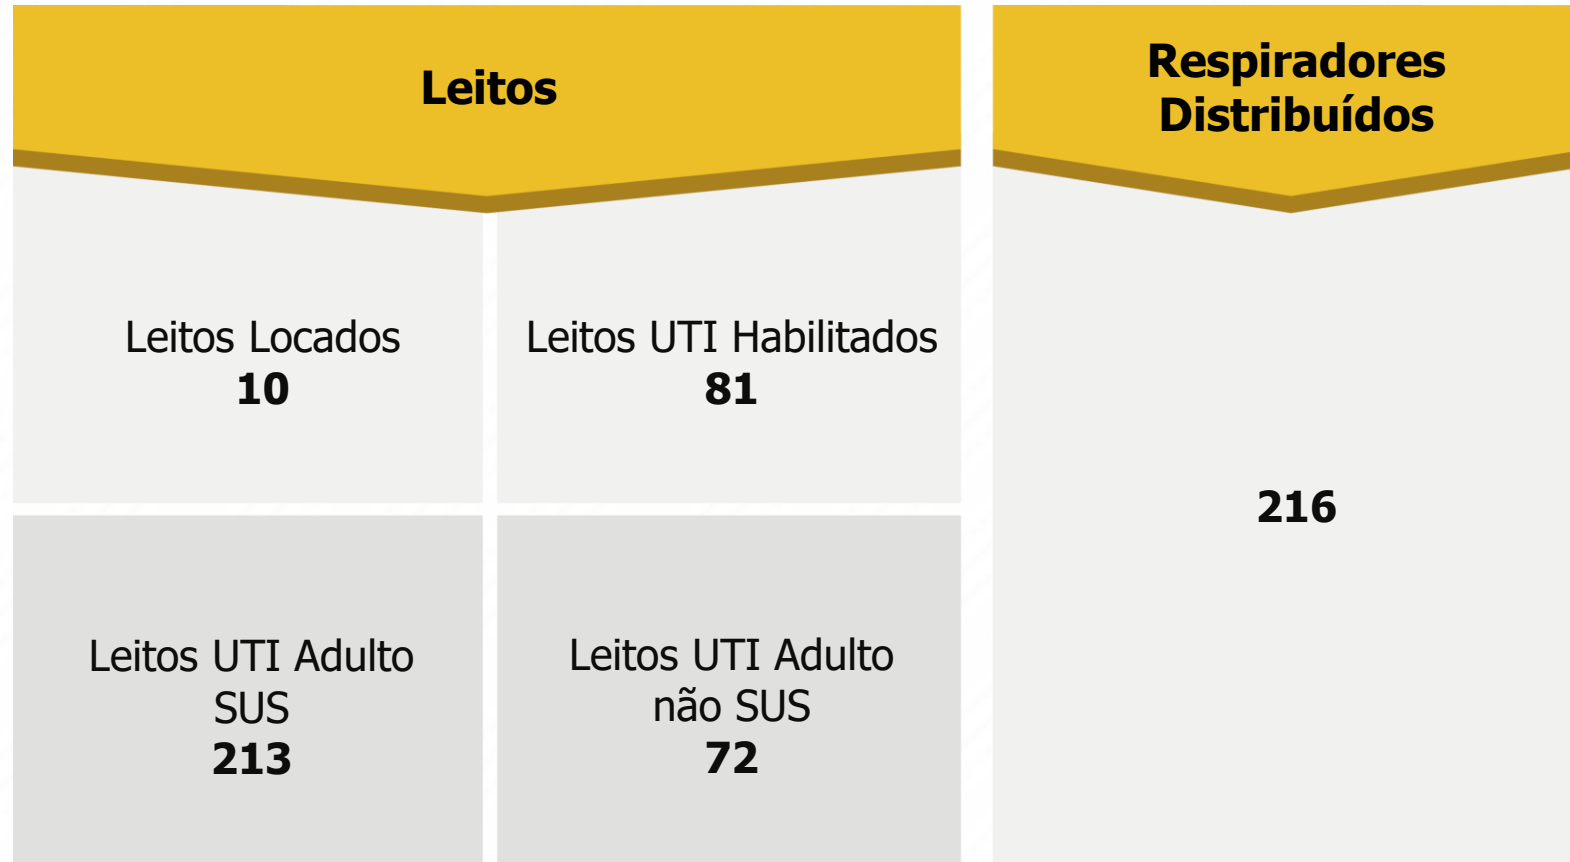 Leitos
Leitos Locados
10
Leitos UTI Habilitados
81
Leitos UTI Adulto
SUS
213
Leitos UTI Adulto
não SUS
72
Respiradores
Distribuídos
216